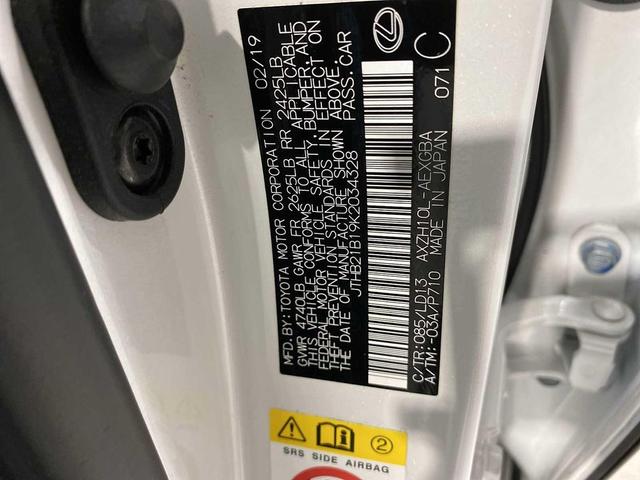 MFD. BY: TOYOTA MOTOR CORPORATION 02/19
GVWR 4740LB GAWR FR 2625LB RR 2425LB
THIS VEHICLE CONFORMS TO ALL APPLICABLE
FEDERAL MOTOR VEHICLE SAFETY, BUMPER, AND
THEFT PREVENTION STANDARDS IN EFFECT ON
THE DATE OF MANUFACTURE SHOWN ABOVE.
JTHB21B19K2034328 PASS. CAR
C/TR:085/LD13 AXZH10L-AEXGBA 071 C
A/TM:-03A/P710 MADE IN JAPAN
2
SRS SIDE AIRBAG